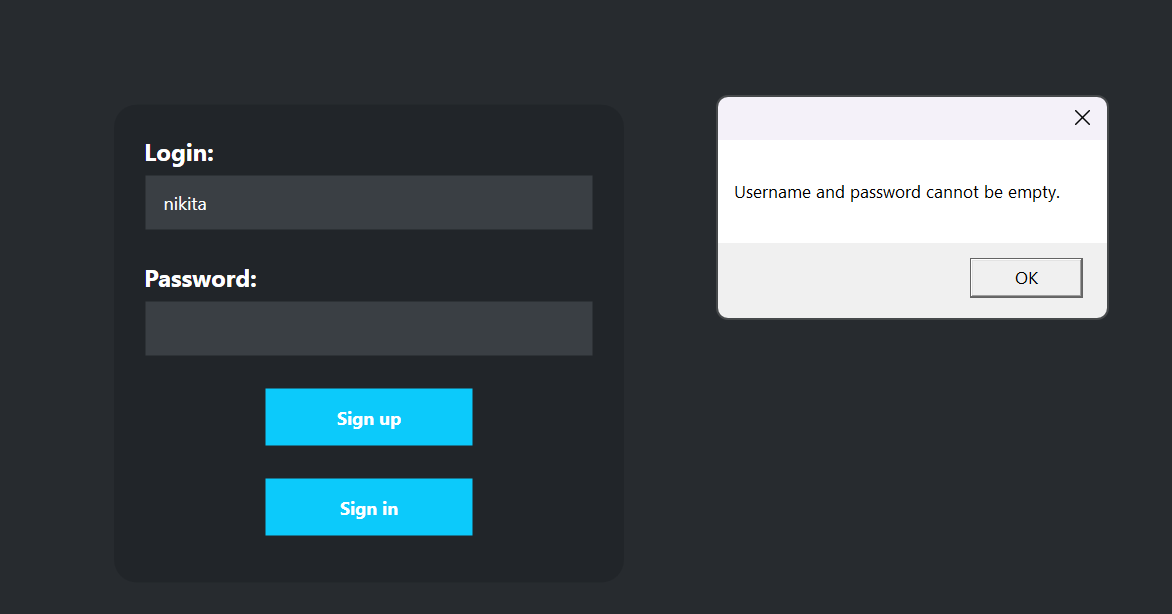 Login:
nikita
Password:
Sign up
Sign in
Username and password cannot be empty.
OK